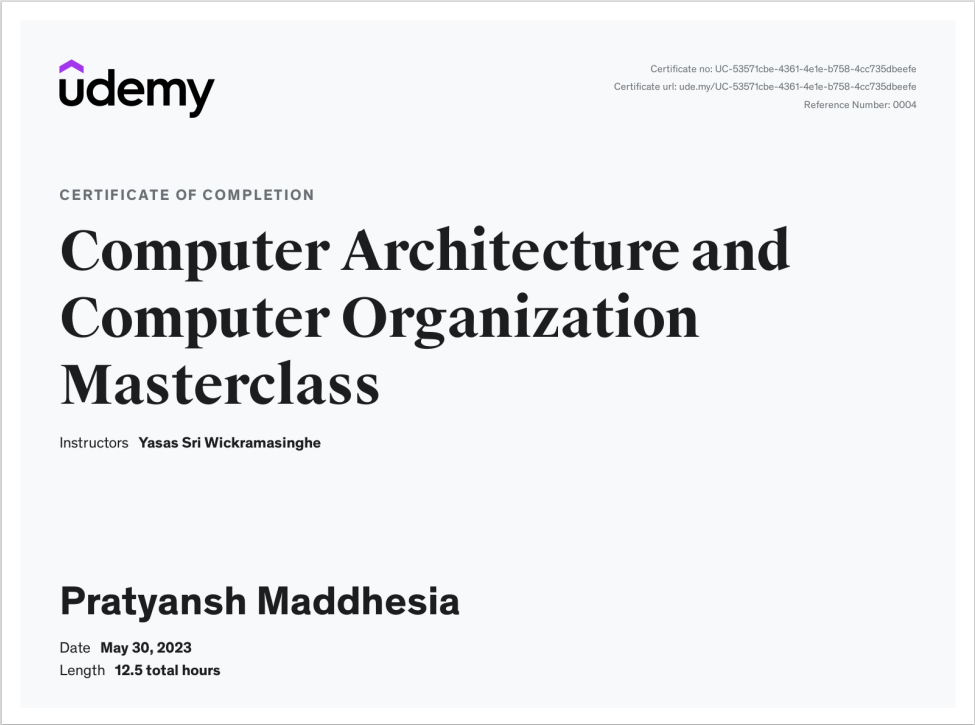 udemy
Certificate no: UC-53571cbe-4361-4e1e-b758-4cc735dbeefe
Certificate url: ude.my/UC-53571cbe-4361-4e1e-b758-4cc735dbeefe
Reference Number: 0004
CERTIFICATE OF COMPLETION
Computer Architecture and
Computer Organization
Masterclass
Instructors Yasas Sri Wickramasinghe
Pratyansh Maddhesia
Date May 30, 2023
Length 12.5 total hours